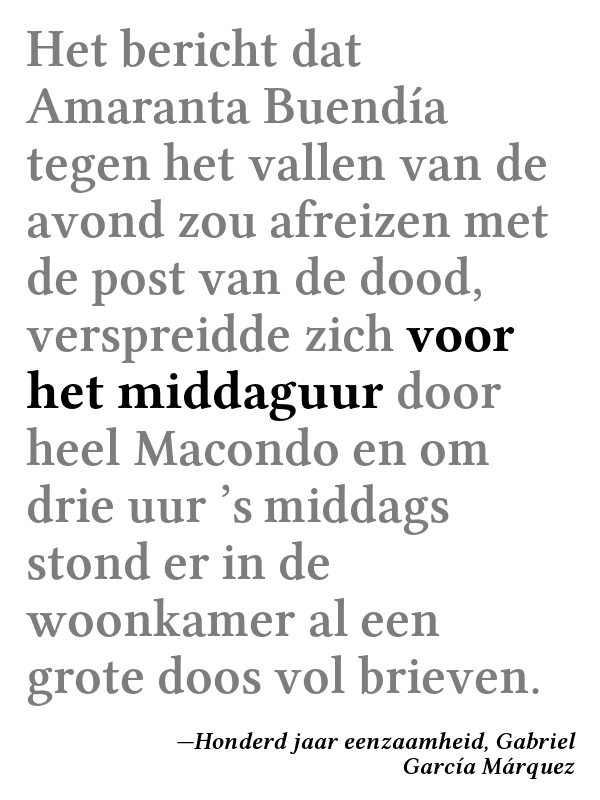 Het bericht dat
Amaranta Buendía
tegen het vallen van de
avond zou afreizen met
de post van de dood,
verspreidde zich voor
het middaguur door
heel Macondo en om
drie uur ’s middags
stond er in de
woonkamer al een
grote doos vol brieven.
—Honderd jaar eenzaamheid, Gabriel
García Márquez